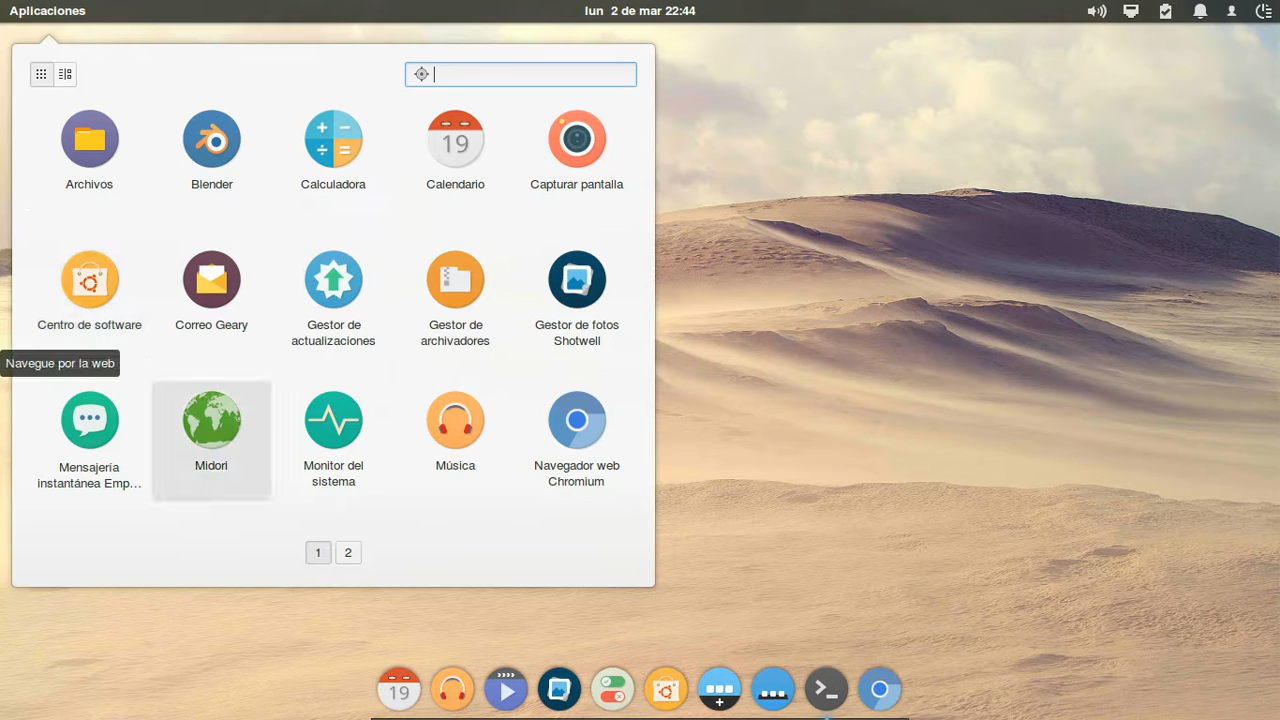 Aplicaciones
lun 2 de mar 22:44
Archivos
Blender
Calculadora
Calendario
19
Capturar pantalla
Centro de software
Correo Geary
Gestor de
actualizaciones
Gestor de
archivadores
Gestor de fotos
Shotwell
Navegue por la web
Mensajería
instantánea Emp...
Midori
Monitor del
sistema
Música
Navegador web
Chromium
1
2
19